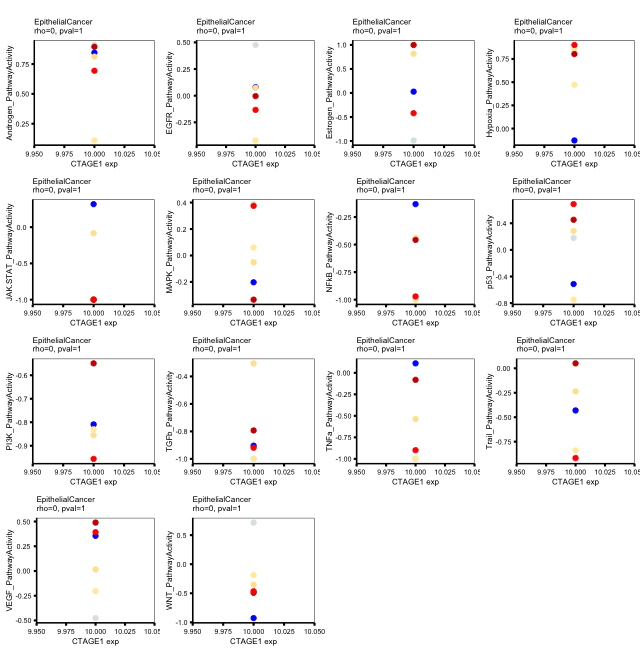 EpithelialCancer
rho=0, pval=1
Androgen_PathwayActivity
0.75
0.50
0.25
9.950 9.975 10.000 10.025 10.05
CTAGE1 exp
EpithelialCancer
rho=0, pval=1
EGFR_PathwayActivity
0.50
0.25
0.00
-0.25
9.950 9.975 10.000 10.025 10.05
CTAGE1 exp
EpithelialCancer
rho=0, pval=1
Estrogen_PathwayActivity
1.0
0.5
0.0
-0.5
-1.0
9.950 9.975 10.000 10.025 10.05
CTAGE1 exp
EpithelialCancer
rho=0, pval=1
Hypoxia_PathwayActivity
0.75
0.50
0.25
0.00
9.950 9.975 10.000 10.025 10.05
CTAGE1 exp
EpithelialCancer
rho=0, pval=1
JAK.STAT_PathwayActivity
0.0
-0.5
-1.0
9.950 9.975 10.000 10.025 10.05
CTAGE1 exp
EpithelialCancer
rho=0, pval=1
MAPK_PathwayActivity
0.4
0.2
0.0
-0.2
9.950 9.975 10.000 10.025 10.05
CTAGE1 exp
EpithelialCancer
rho=0, pval=1
NFkB_PathwayActivity
-0.25
-0.50
-0.75
-1.00
9.950 9.975 10.000 10.025 10.05
CTAGE1 exp
EpithelialCancer
rho=0, pval=1
p53_PathwayActivity
0.4
0.0
-0.4
-0.8
9.950 9.975 10.000 10.025 10.05
CTAGE1 exp
EpithelialCancer
rho=0, pval=1
PI3K_PathwayActivity
-0.6
-0.7
-0.8
-0.9
9.950 9.975 10.000 10.025 10.05
CTAGE1 exp
EpithelialCancer
rho=0, pval=1
TGFb_PathwayActivity
-0.4
-0.6
-0.8
-1.0
9.950 9.975 10.000 10.025 10.05
CTAGE1 exp
EpithelialCancer
rho=0, pval=1
TNFa_PathwayActivity
0.00
-0.25
-0.50
-0.75
-1.00
9.950 9.975 10.000 10.025 10.05
CTAGE1 exp
EpithelialCancer
rho=0, pval=1
Trail_PathwayActivity
0.00
-0.25
-0.50
-0.75
9.950 9.975 10.000 10.025 10.05
CTAGE1 exp
EpithelialCancer
rho=0, pval=1
VEGF_PathwayActivity
0.50
0.25
0.00
-0.25
-0.50
9.950 9.975 10.000 10.025 10.05
CTAGE1 exp
EpithelialCancer
rho=0, pval=1
WNT_PathwayActivity
0.5
0.0
-0.5
-1.0
9.950 9.975 10.000 10.025 10.050
CTAGE1 exp